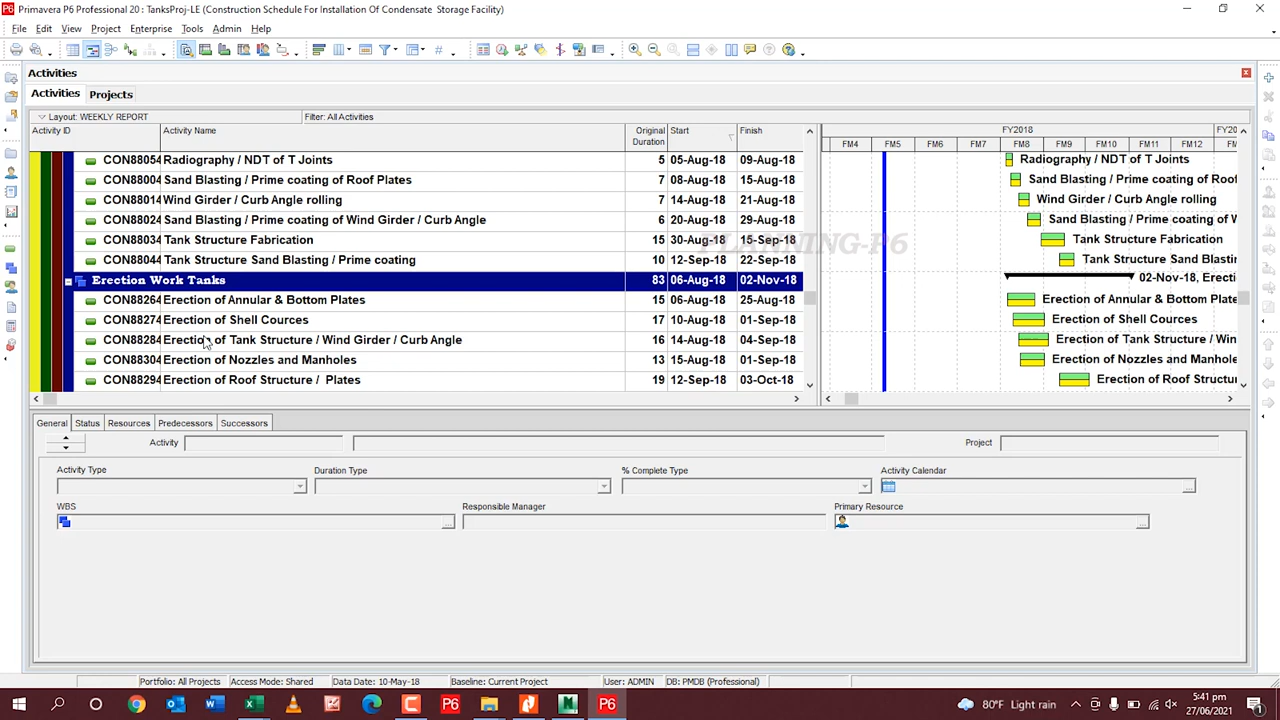 Primavera P6 Professional 20 : TanksProj-LE (Construction Schedule For Installation Of Condensate Storage Facility)
File Edit View Project Enterprise Tools Admin Help
Activities
Activities Projects
Layout: WEEKLY REPORT Filter: All Activities
Activity ID Activity Name Original Duration Start Finish
FY2018 FY20
FM4 FM5 FM6 FM7 FM8 FM9 FM10 FM11 FM12 FM
CON88054 Radiography / NDT of T Joints 5 05-Aug-18 09-Aug-18 Radiography / NDT of T Joints
CON88004 Sand Blasting / Prime coating of Roof Plates 7 08-Aug-18 15-Aug-18 Sand Blasting / Prime coating of Roof
CON88014 Wind Girder / Curb Angle rolling 7 14-Aug-18 21-Aug-18 Wind Girder / Curb Angle rolling
CON88024 Sand Blasting / Prime coating of Wind Girder / Curb Angle 6 20-Aug-18 29-Aug-18 Sand Blasting / Prime coating of W
CON88034 Tank Structure Fabrication 15 30-Aug-18 15-Sep-18 Tank Structure Fabrication
PLANNING-P6
CON88044 Tank Structure Sand Blasting / Prime coating 10 12-Sep-18 22-Sep-18 Tank Structure Sand Blasti
Erection Work Tanks 83 06-Aug-18 02-Nov-18 02-Nov-18, Erecti
CON88264 Erection of Annular & Bottom Plates 15 06-Aug-18 25-Aug-18 Erection of Annular & Bottom Plate
CON88274 Erection of Shell Cources 17 10-Aug-18 01-Sep-18 Erection of Shell Cources
CON88284 Erection of Tank Structure / Wind Girder / Curb Angle 16 14-Aug-18 04-Sep-18 Erection of Tank Structure / Win
CON88304 Erection of Nozzles and Manholes 13 15-Aug-18 01-Sep-18 Erection of Nozzles and Manhole
CON88294 Erection of Roof Structure / Plates 19 12-Sep-18 03-Oct-18 Erection of Roof Structur
General Status Resources Predecessors Successors
Activity Project
Activity Type Duration Type % Complete Type Activity Calendar
WBS Responsible Manager Primary Resource
Portfolio: All Projects Access Mode: Shared Data Date: 10-May-18 Baseline: Current Project User: ADMIN DB: PMDB (Professional)
80°F Light rain 5:41 pm
27/06/2021